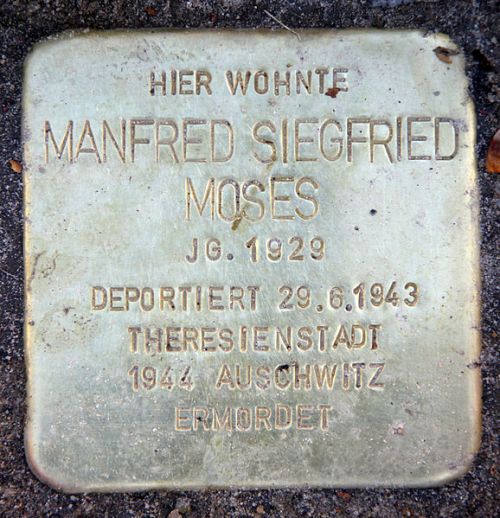 HIER WOHNTE
MANFRED SIEGFRIED
MOSES
JG. 1929
DEPORTIERT 29.6.1943
THERESIENSTADT
1944 AUSCHWITZ
ERMORDET